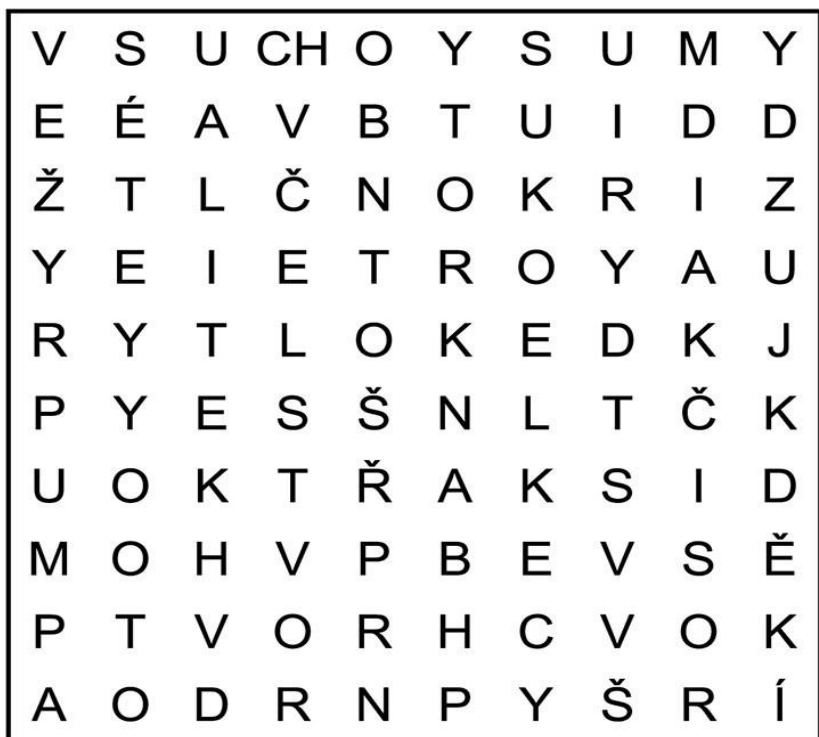 V S U CH O Y S U M Y
E É A V B T U I D D
Ž T L Č N O K R I Z
Y E I E T R O Y A U
R Y T L O K E D K J
P Y E S Š N L T Č K
U O K T Ř A K S I D
M O H V P B E V S Ě
P T V O R H C V O K
A O D R N P Y Š R Í